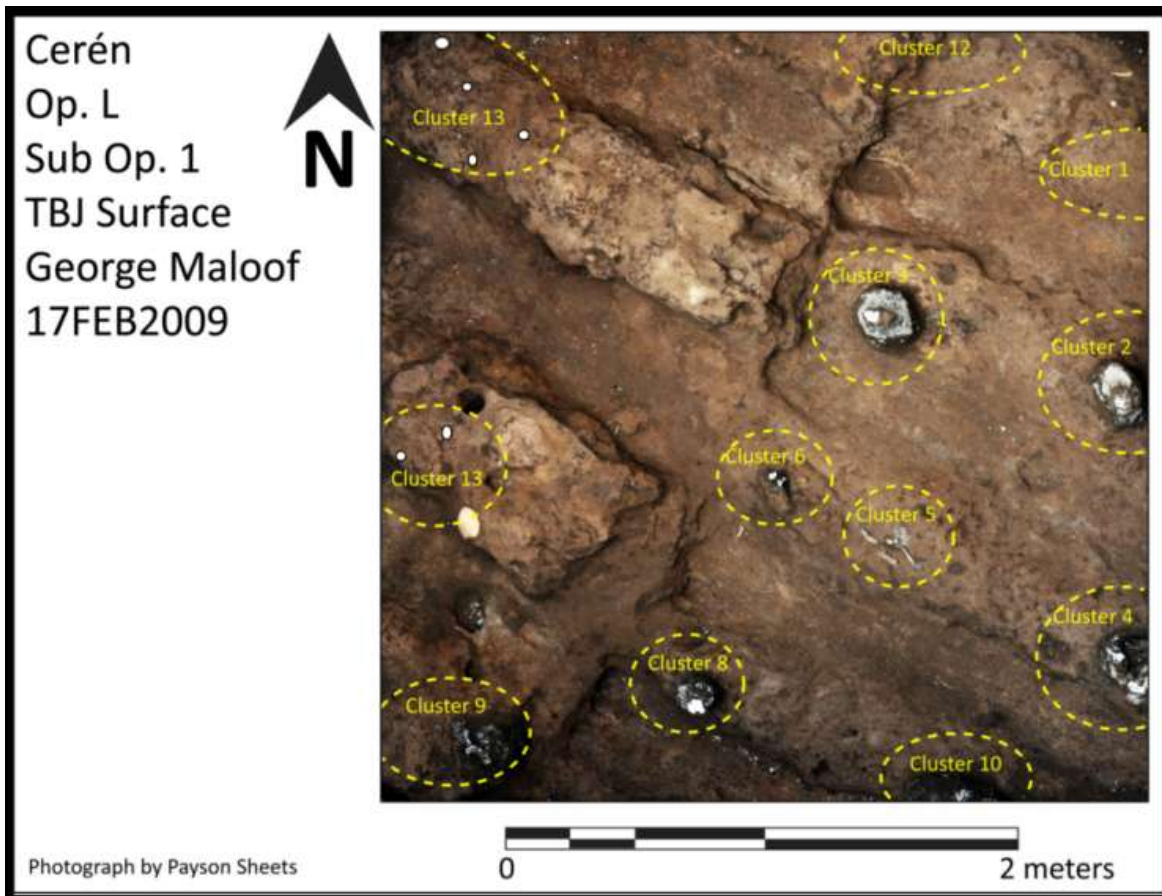 Cerén
Op. L
Sub Op. 1
TBJ Surface
George Maloof
17FEB2009
N
Cluster 12
Cluster 13
Cluster 1
Cluster 3
Cluster 2
Cluster 6
Cluster 13
Cluster 5
Cluster 4
Cluster 8
Cluster 9
Cluster 10
Photograph by Payson Sheets
0
2 meters